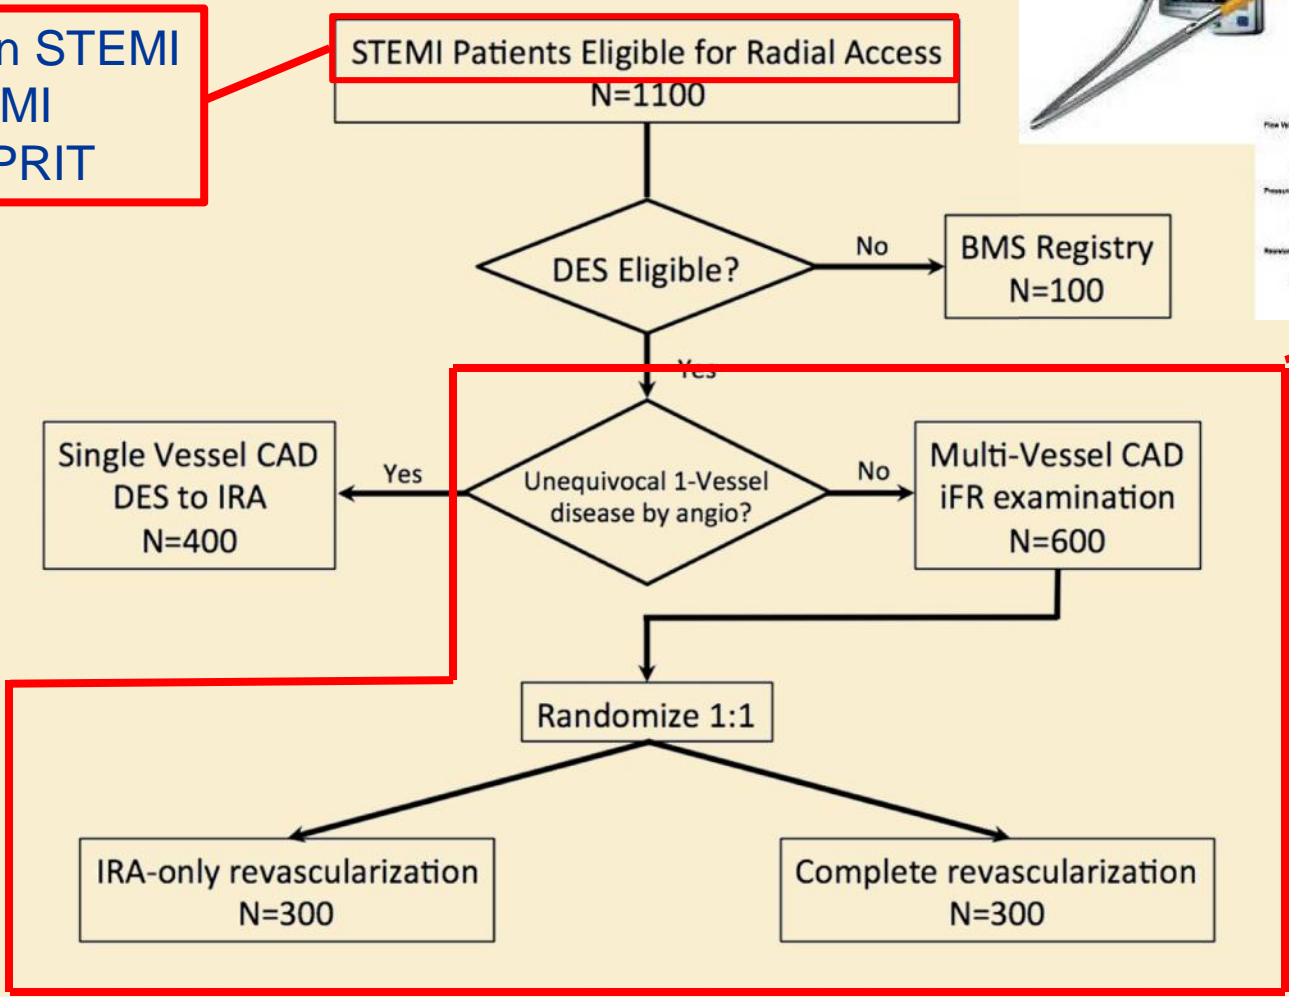 n STEMI
MI
PRIT
STEMI Patients Eligible for Radial Access
N=1100
DES Eligible?
No
BMS Registry
N=100
Yes
Single Vessel CAD
DES to IRA
N=400
Yes
Unequivocal 1-Vessel
disease by angio?
No
Multi-Vessel CAD
iFR examination
N=600
Randomize 1:1
IRA-only revascularization
N=300
Complete revascularization
N=300